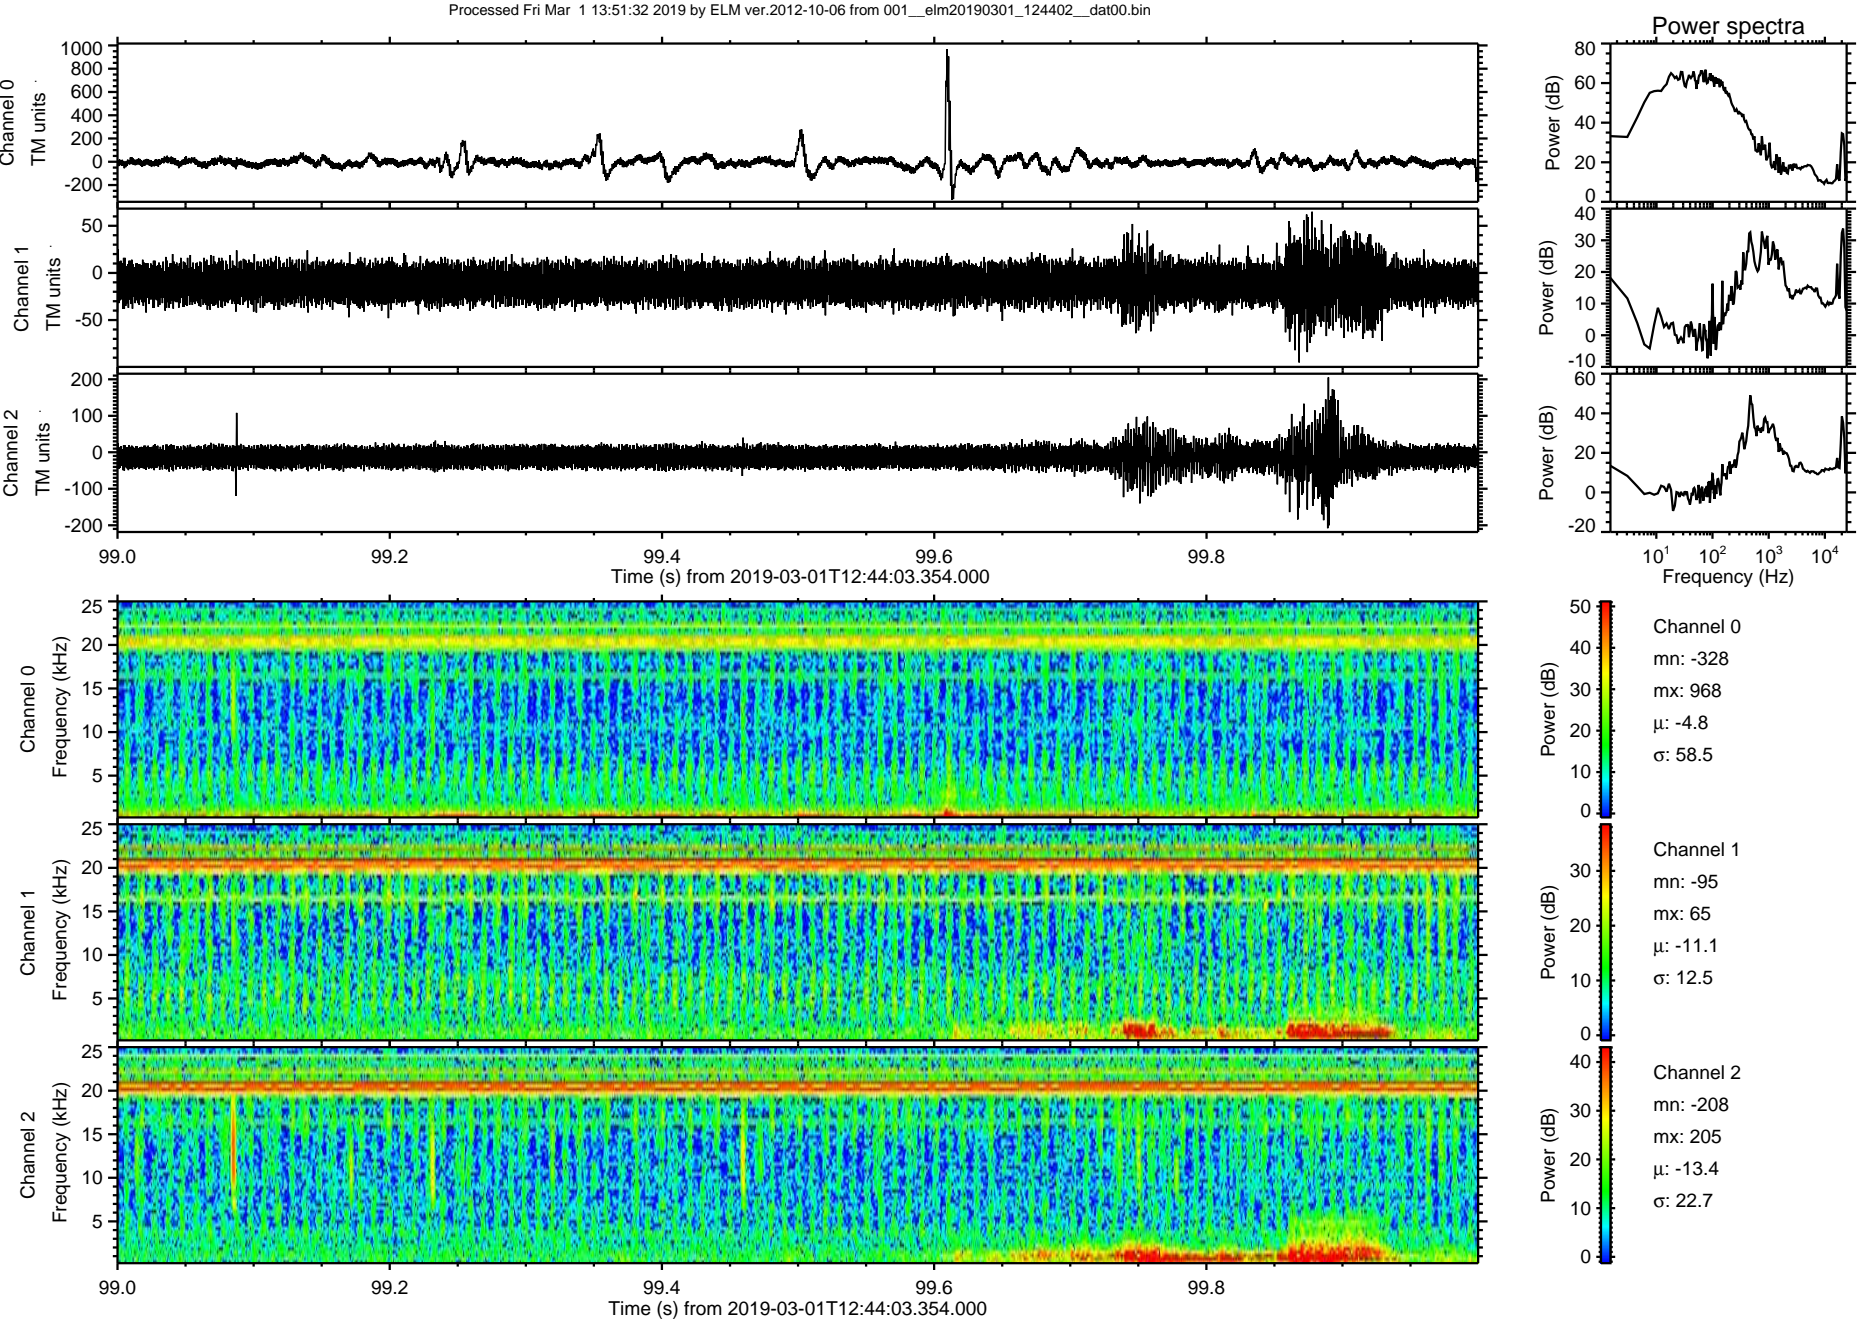 Processed Fri Mar  1 13:51:32 2019 by ELM ver.2012-10-06 from 001__elm20190301_124402__dat00.bin
Power spectra
Channel 0
TM units
1000
800
600
400
200
0
-200
Power (dB)
80
60
40
20
0
Channel 1
TM units
50
0
-50
Power (dB)
40
30
20
10
0
-10
Channel 2
TM units
200
100
0
-100
-200
Power (dB)
60
40
20
0
-20
99.0 99.2 99.4 99.6 99.8
Time (s) from 2019-03-01T12:44:03.354.000
10¹ 10² 10³ 10⁴
Frequency (Hz)
Channel 0
Frequency (kHz)
25
20
15
10
5
Power (dB)
50
40
30
20
10
0
Channel 0
mn: -328
mx: 968
μ: -4.8
σ: 58.5
Channel 1
Frequency (kHz)
25
20
15
10
5
Power (dB)
30
20
10
0
Channel 1
mn: -95
mx: 65
μ: -11.1
σ: 12.5
Channel 2
Frequency (kHz)
25
20
15
10
5
Power (dB)
40
30
20
10
0
Channel 2
mn: -208
mx: 205
μ: -13.4
σ: 22.7
99.0 99.2 99.4 99.6 99.8
Time (s) from 2019-03-01T12:44:03.354.000